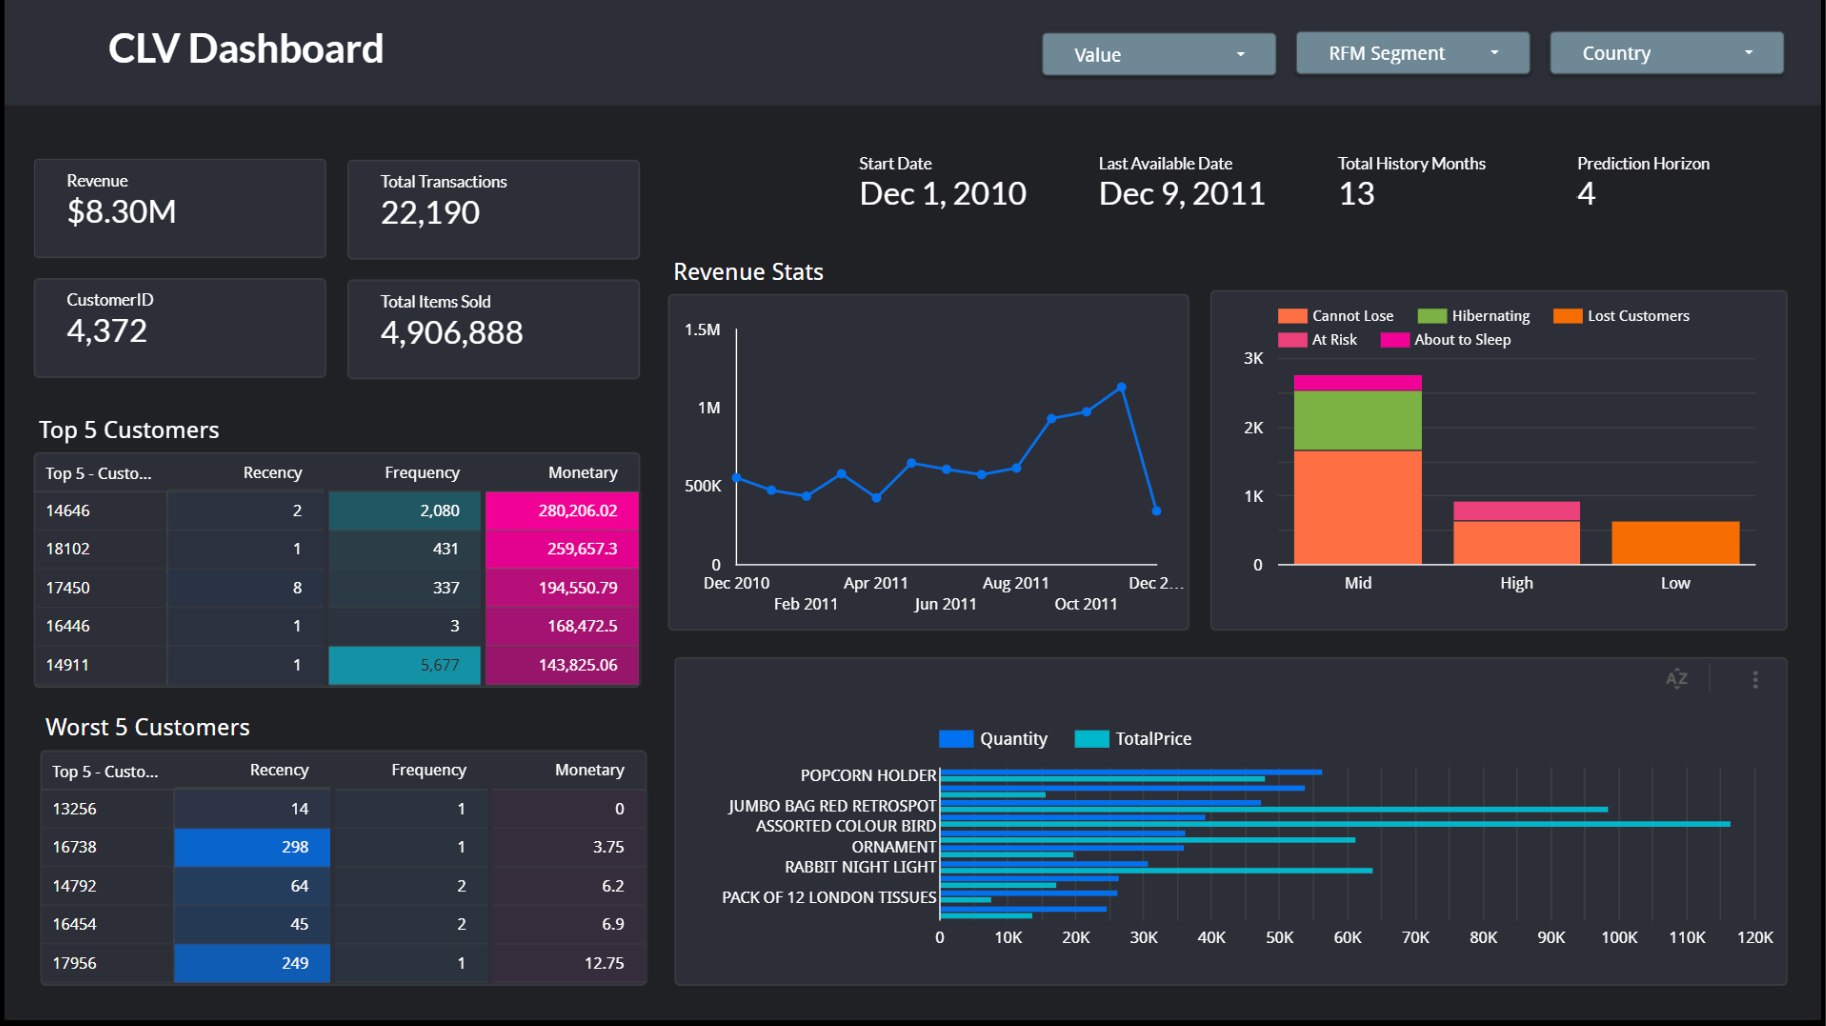 CLV Dashboard
Value
RFM Segment
Country
Revenue
$8.30M
Total Transactions
22,190
Start Date
Dec 1, 2010
Last Available Date
Dec 9, 2011
Total History Months
13
Prediction Horizon
4
CustomerID
4,372
Total Items Sold
4,906,888
Top 5 Customers
Top 5 - Custo... Recency Frequency Monetary
14646 2 2,080 280,206.02
18102 1 431 259,657.3
17450 8 337 194,550.79
16446 1 3 168,472.5
14911 1 5,677 143,825.06
Worst 5 Customers
Top 5 - Custo... Recency Frequency Monetary
13256 14 1 0
16738 298 1 3.75
14792 64 2 6.2
16454 45 2 6.9
17956 249 1 12.75
Revenue Stats
1.5M
1M
500K
0
Dec 2010 Apr 2011 Aug 2011 Dec 2...
Feb 2011 Jun 2011 Oct 2011
Cannot Lose Hibernating Lost Customers
At Risk About to Sleep
3K
2K
1K
0
Mid High Low
AZ
Quantity TotalPrice
POPCORN HOLDER
JUMBO BAG RED RETROSPOT
ASSORTED COLOUR BIRD
ORNAMENT
RABBIT NIGHT LIGHT
PACK OF 12 LONDON TISSUES
0 10K 20K 30K 40K 50K 60K 70K 80K 90K 100K 110K 120K